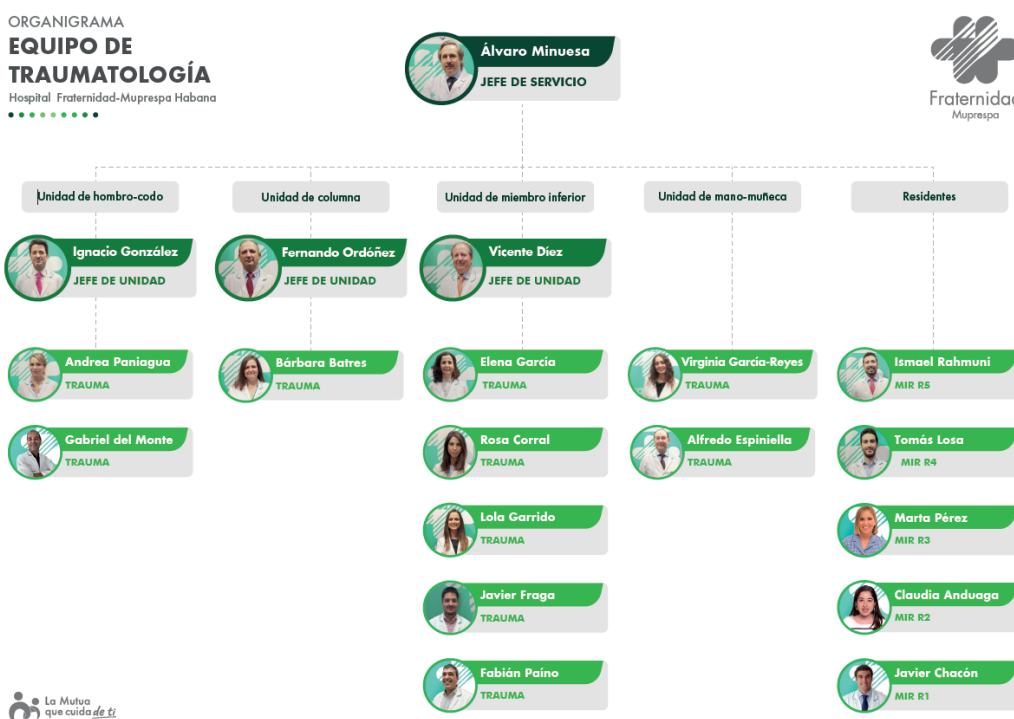 ORGANIGRAMA
EQUIPO DE
TRAUMATOLOGÍA
Hospital Fraternidad-Muprespa Habana
Álvaro Minuesa
JEFE DE SERVICIO
Fraternidad
Muprespa
Unidad de hombro-codo
Unidad de columna
Unidad de miembro inferior
Unidad de mano-muñeca
Residentes
Ignacio González
JEFE DE UNIDAD
Fernando Ordóñez
JEFE DE UNIDAD
Vicente Díez
JEFE DE UNIDAD
Andrea Paniagua
TRAUMA
Bárbara Batres
TRAUMA
Elena García
TRAUMA
Virginia García-Reyes
TRAUMA
Ismael Rahmuni
MIR R5
Gabriel del Monte
TRAUMA
Rosa Corral
TRAUMA
Alfredo Espiniella
TRAUMA
Tomás Losa
MIR R4
Lola Garrido
TRAUMA
Marta Pérez
MIR R3
Javier Fraga
TRAUMA
Claudia Anduaga
MIR R2
Fabián Paíno
TRAUMA
Javier Chacón
MIR R1
La Mutua
que cuida de ti